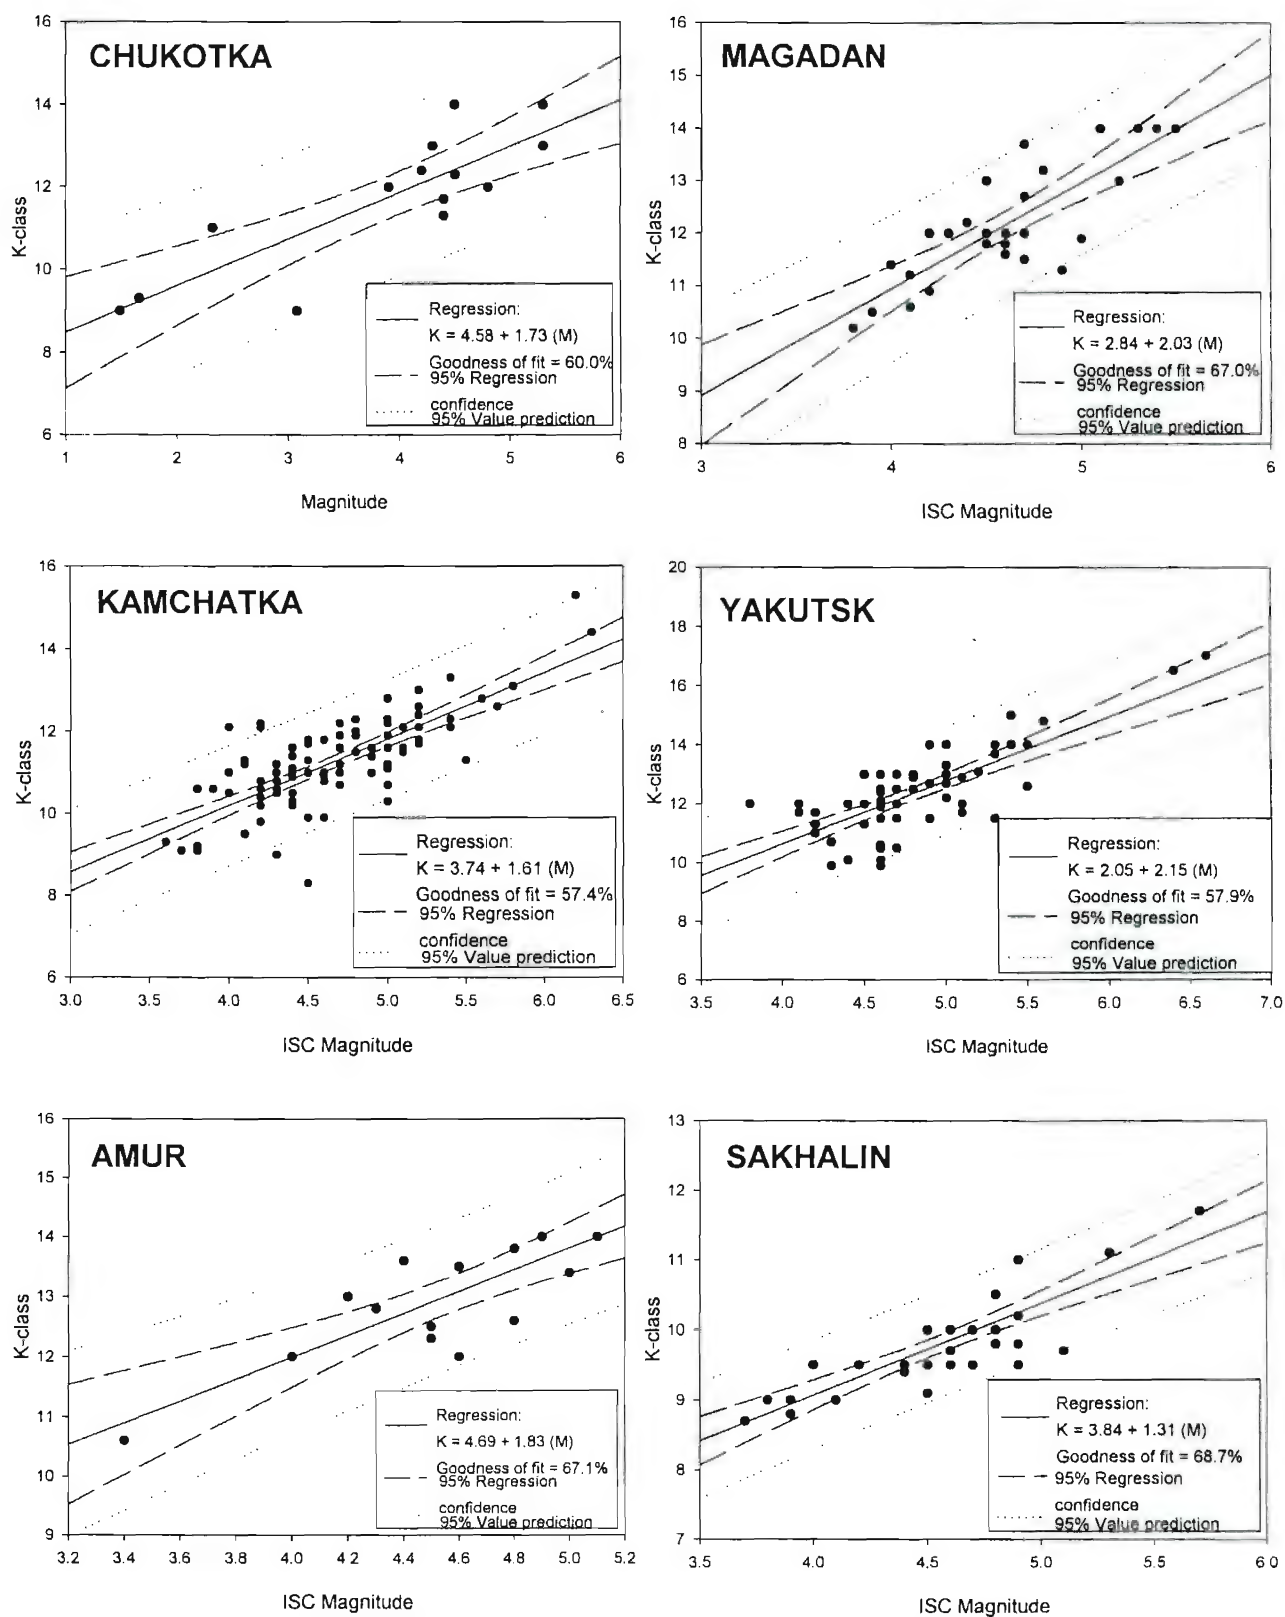 CHUKOTKA
16
14
12
10
8
6
K-class
1 2 3 4 5 6
Magnitude
Regression:
K = 4.58 + 1.73 (M)
Goodness of fit = 60.0%
95% Regression
confidence
95% Value prediction
MAGADAN
16
15
14
13
12
11
10
9
8
K-class
3 4 5 6
ISC Magnitude
Regression:
K = 2.84 + 2.03 (M)
Goodness of fit = 67.0%
95% Regression
confidence
95% Value prediction
KAMCHATKA
16
14
12
10
8
6
K-class
3.0 3.5 4.0 4.5 5.0 5.5 6.0 6.5
ISC Magnitude
Regression:
K = 3.74 + 1.61 (M)
Goodness of fit = 57.4%
95% Regression
confidence
95% Value prediction
YAKUTSK
20
18
16
14
12
10
8
6
K-class
3.5 4.0 4.5 5.0 5.5 6.0 6.5 7.0
ISC Magnitude
Regression:
K = 2.05 + 2.15 (M)
Goodness of fit = 57.9%
95% Regression
confidence
95% Value prediction
AMUR
16
15
14
13
12
11
10
9
K-class
3.2 3.4 3.6 3.8 4.0 4.2 4.4 4.6 4.8 5.0 5.2
ISC Magnitude
Regression:
K = 4.69 + 1.83 (M)
Goodness of fit = 67.1%
95% Regression
confidence
95% Value prediction
SAKHALIN
13
12
11
10
9
8
7
K-class
3.5 4.0 4.5 5.0 5.5 6.0
ISC Magnitude
Regression:
K = 3.84 + 1.31 (M)
Goodness of fit = 68.7%
95% Regression
confidence
95% Value prediction